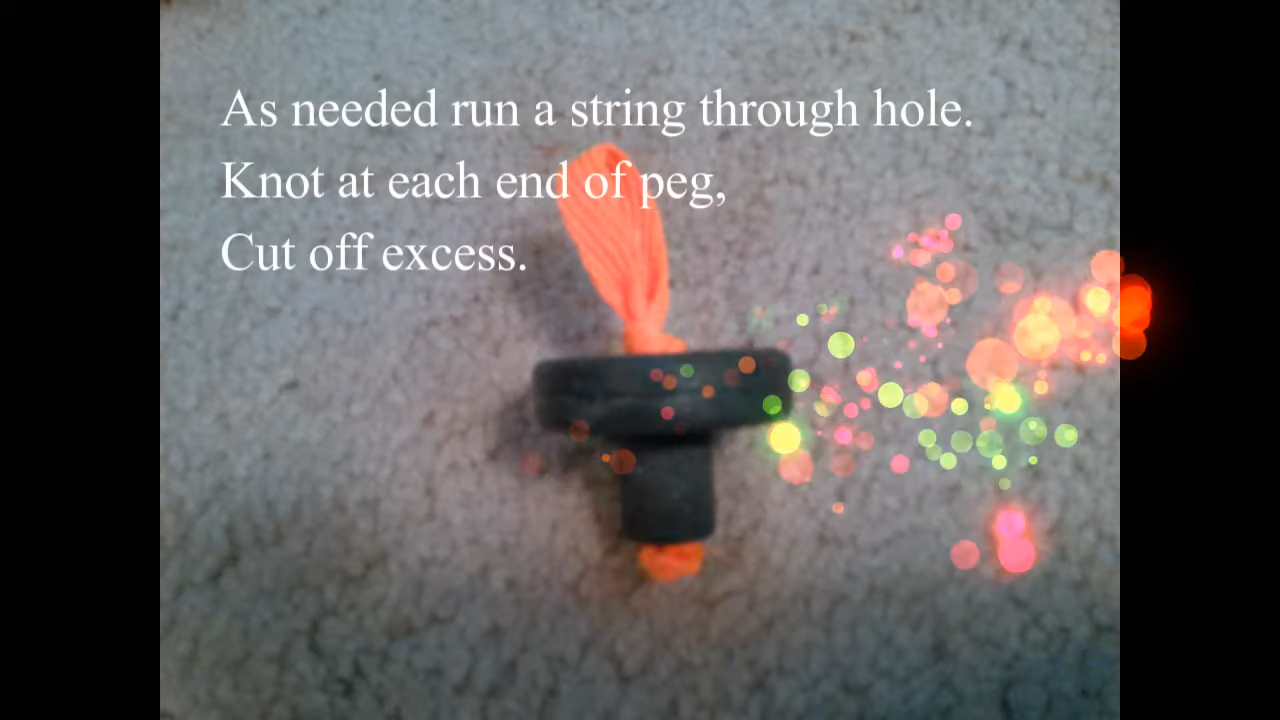 As needed run a string through hole.
Knot at each end of peg,
Cut off excess.